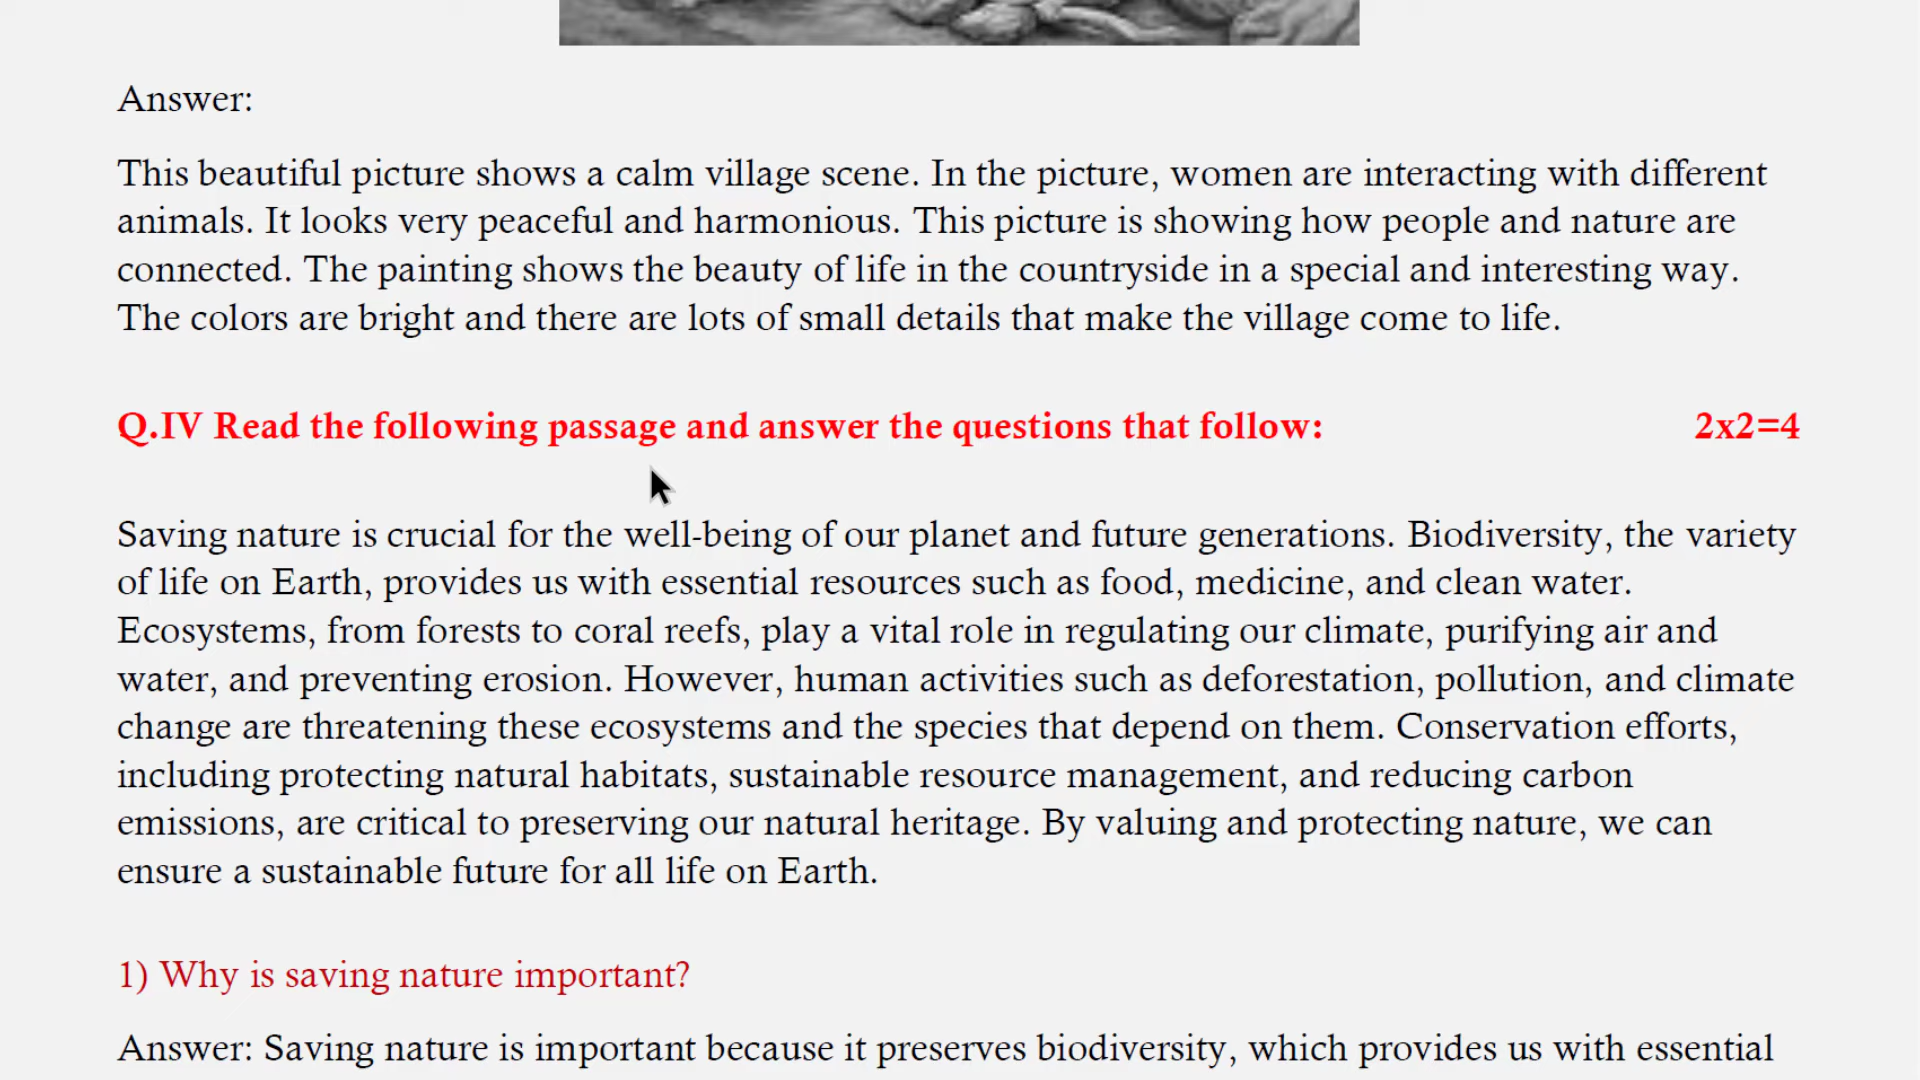 Answer:
This beautiful picture shows a calm village scene. In the picture, women are interacting with different
animals. It looks very peaceful and harmonious. This picture is showing how people and nature are
connected. The painting shows the beauty of life in the countryside in a special and interesting way.
The colors are bright and there are lots of small details that make the village come to life.
Q.IV Read the following passage and answer the questions that follow: 2x2=4
Saving nature is crucial for the well-being of our planet and future generations. Biodiversity, the variety
of life on Earth, provides us with essential resources such as food, medicine, and clean water.
Ecosystems, from forests to coral reefs, play a vital role in regulating our climate, purifying air and
water, and preventing erosion. However, human activities such as deforestation, pollution, and climate
change are threatening these ecosystems and the species that depend on them. Conservation efforts,
including protecting natural habitats, sustainable resource management, and reducing carbon
emissions, are critical to preserving our natural heritage. By valuing and protecting nature, we can
ensure a sustainable future for all life on Earth.
1) Why is saving nature important?
Answer: Saving nature is important because it preserves biodiversity, which provides us with essential